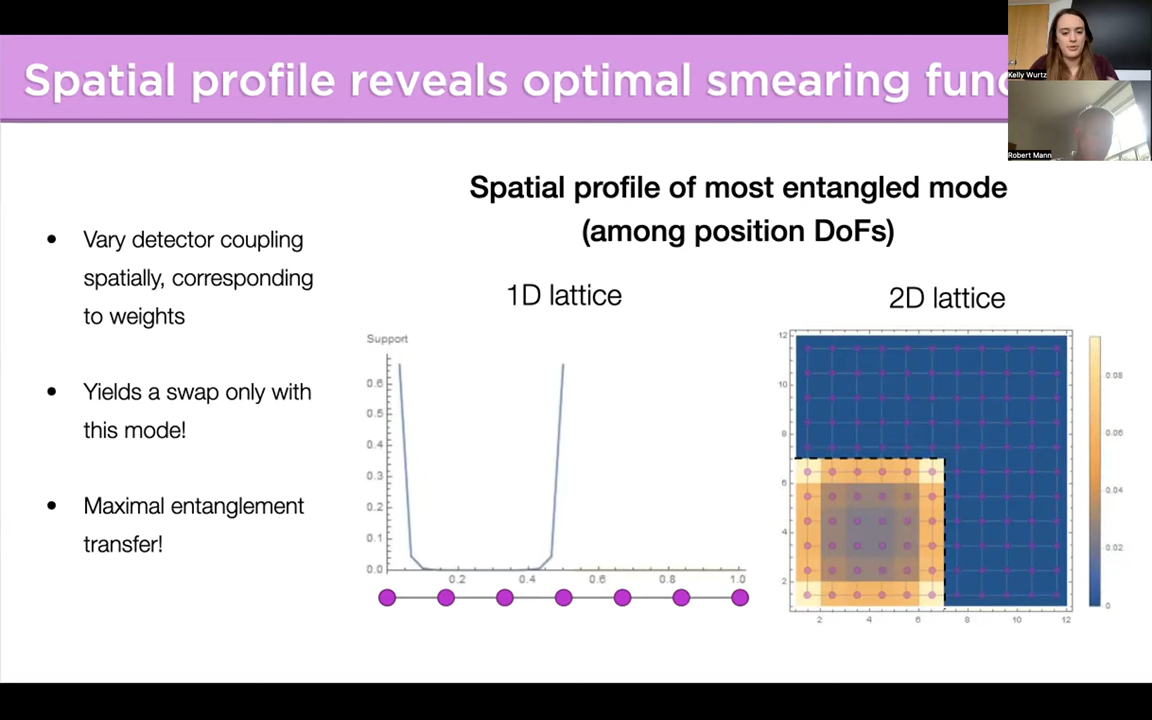 Spatial profile reveals optimal smearing func
Kelly Wurtz
Robert Mann
Vary detector coupling
spatially, corresponding
to weights
Yields a swap only with
this mode!
Maximal entanglement
transfer!
Spatial profile of most entangled mode
(among position DoFs)
1D lattice
Support
0.6
0.5
0.4
0.3
0.2
0.1
0.0
0.2 0.4 0.6 0.8 1.0
2D lattice
12
10
8
6
4
2
2 4 6 8 10 12
0.08
0.06
0.04
0.02
0